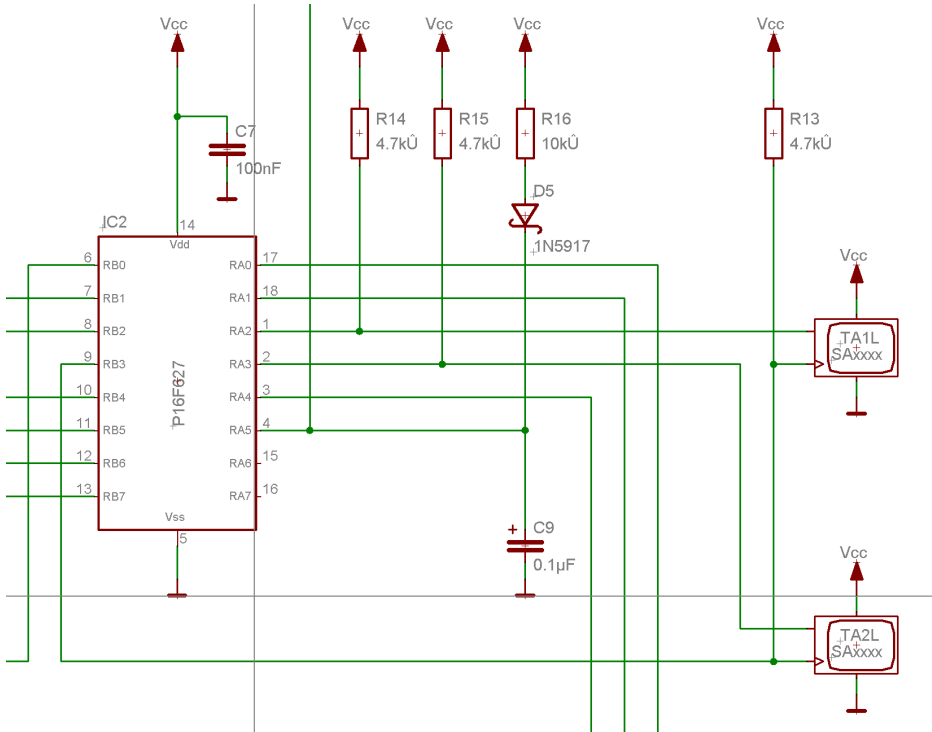 Vcc
Vcc
Vcc
Vcc
Vcc
C7
100nF
R14
4.7kÛ
R15
4.7kÛ
R16
10kÛ
R13
4.7kÛ
D5
1N5917
IC2
14
Vdd
6 RB0 RA0 17
7 RB1 RA1 18
8 RB2 RA2 1
9 RB3 RA3 2
10 RB4 RA4 3
11 RB5 RA5 4
12 RB6 RA6 15
13 RB7 RA7 16
P16F627
Vss
5
Vcc
TA1L
SAxxxx
+ C9
0.1µF
Vcc
TA2L
SAxxxx